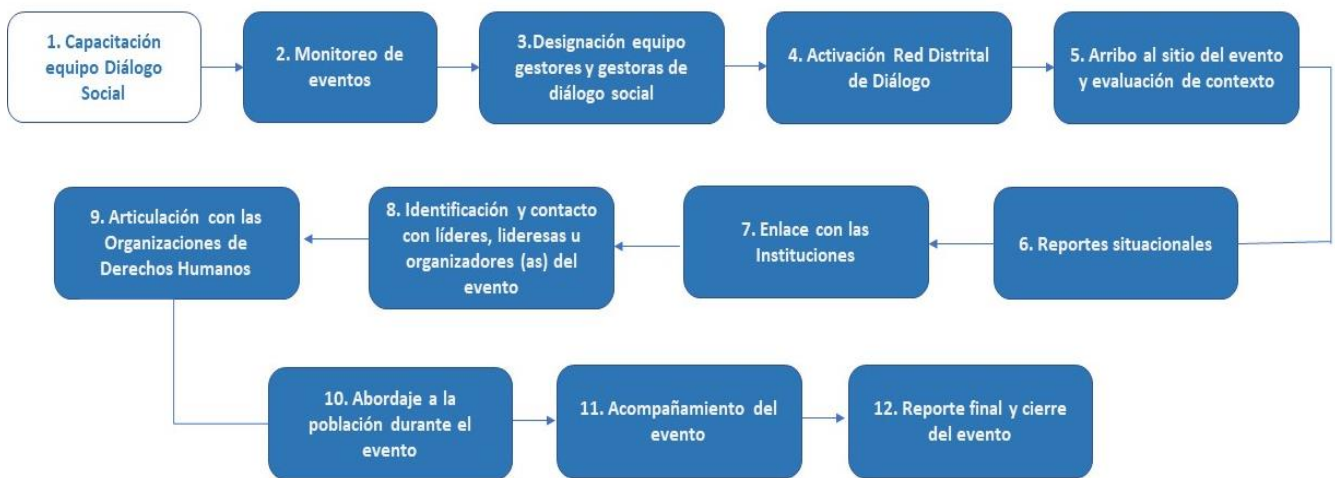 1. Capacitación
equipo Diálogo
Social
2. Monitoreo de
eventos
3.Designación equipo
gestores y gestoras de
diálogo social
4. Activación Red Distrital
de Diálogo
5. Arribo al sitio del evento
y evaluación de contexto
6. Reportes situacionales
7. Enlace con las
Instituciones
8. Identificación y contacto
con líderes, lideresas u
organizadores (as) del
evento
9. Articulación con las
Organizaciones de
Derechos Humanos
10. Abordaje a la
población durante el
evento
11. Acompañamiento del
evento
12. Reporte final y cierre
del evento